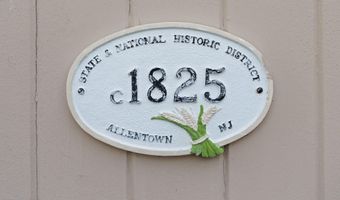 STATE & NATIONAL HISTORIC DISTRICT
C1825
ALLENTOWN NJ